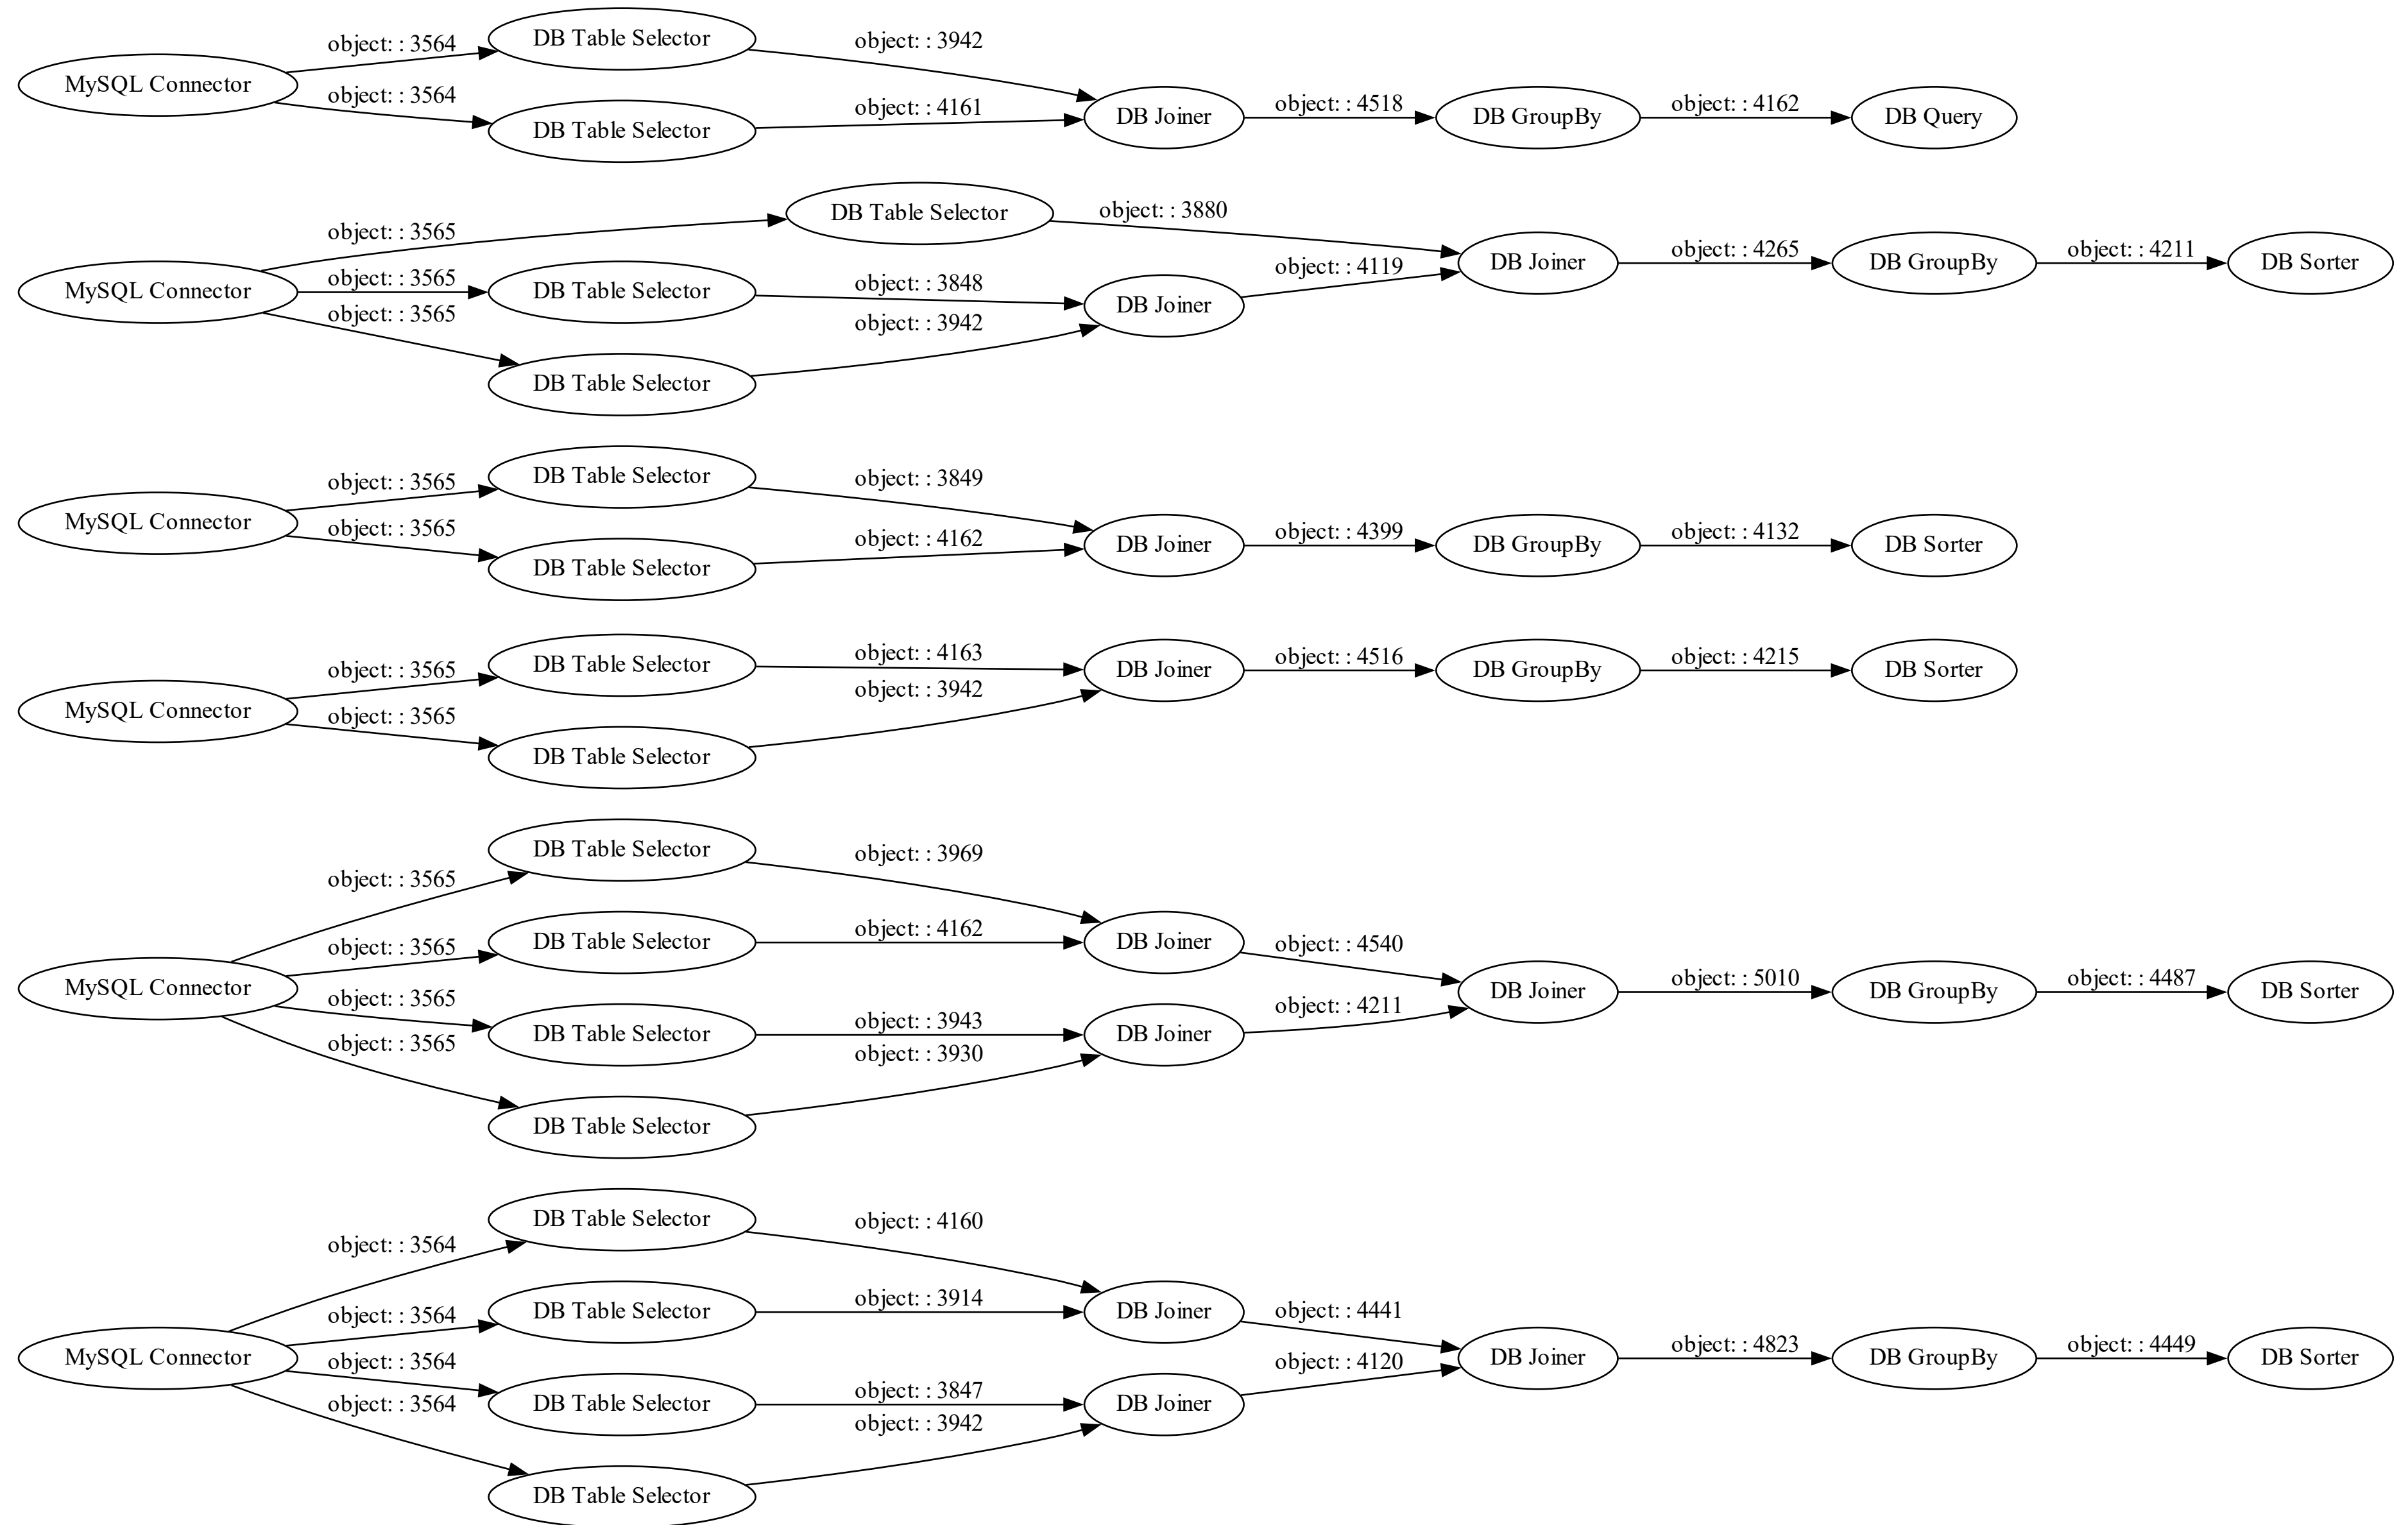 MySQL Connector
object: : 3564
object: : 3564
DB Table Selector
DB Table Selector
object: : 3942
object: : 4161
DB Joiner
object: : 4518
DB GroupBy
object: : 4162
DB Query
MySQL Connector
object: : 3565
object: : 3565
object: : 3565
DB Table Selector
DB Table Selector
DB Table Selector
object: : 3880
object: : 3848
object: : 3942
DB Joiner
object: : 4119
DB Joiner
object: : 4265
DB GroupBy
object: : 4211
DB Sorter
MySQL Connector
object: : 3565
object: : 3565
DB Table Selector
DB Table Selector
object: : 3849
object: : 4162
DB Joiner
object: : 4399
DB GroupBy
object: : 4132
DB Sorter
MySQL Connector
object: : 3565
object: : 3565
DB Table Selector
DB Table Selector
object: : 4163
object: : 3942
DB Joiner
object: : 4516
DB GroupBy
object: : 4215
DB Sorter
MySQL Connector
object: : 3565
object: : 3565
object: : 3565
object: : 3565
DB Table Selector
DB Table Selector
DB Table Selector
DB Table Selector
object: : 3969
object: : 4162
object: : 3943
object: : 3930
DB Joiner
DB Joiner
object: : 4540
object: : 4211
DB Joiner
object: : 5010
DB GroupBy
object: : 4487
DB Sorter
MySQL Connector
object: : 3564
object: : 3564
object: : 3564
object: : 3564
DB Table Selector
DB Table Selector
DB Table Selector
DB Table Selector
object: : 4160
object: : 3914
object: : 3847
object: : 3942
DB Joiner
DB Joiner
object: : 4441
object: : 4120
DB Joiner
object: : 4823
DB GroupBy
object: : 4449
DB Sorter